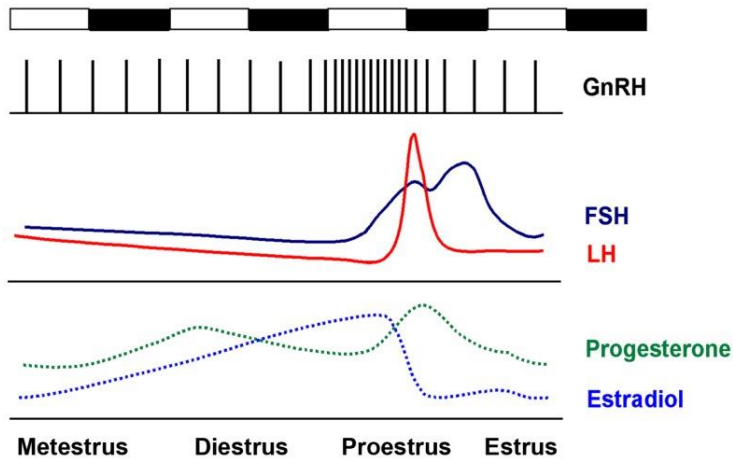 GnRH
FSH
LH
Progesterone
Estradiol
Metestrus Diestrus Proestrus Estrus